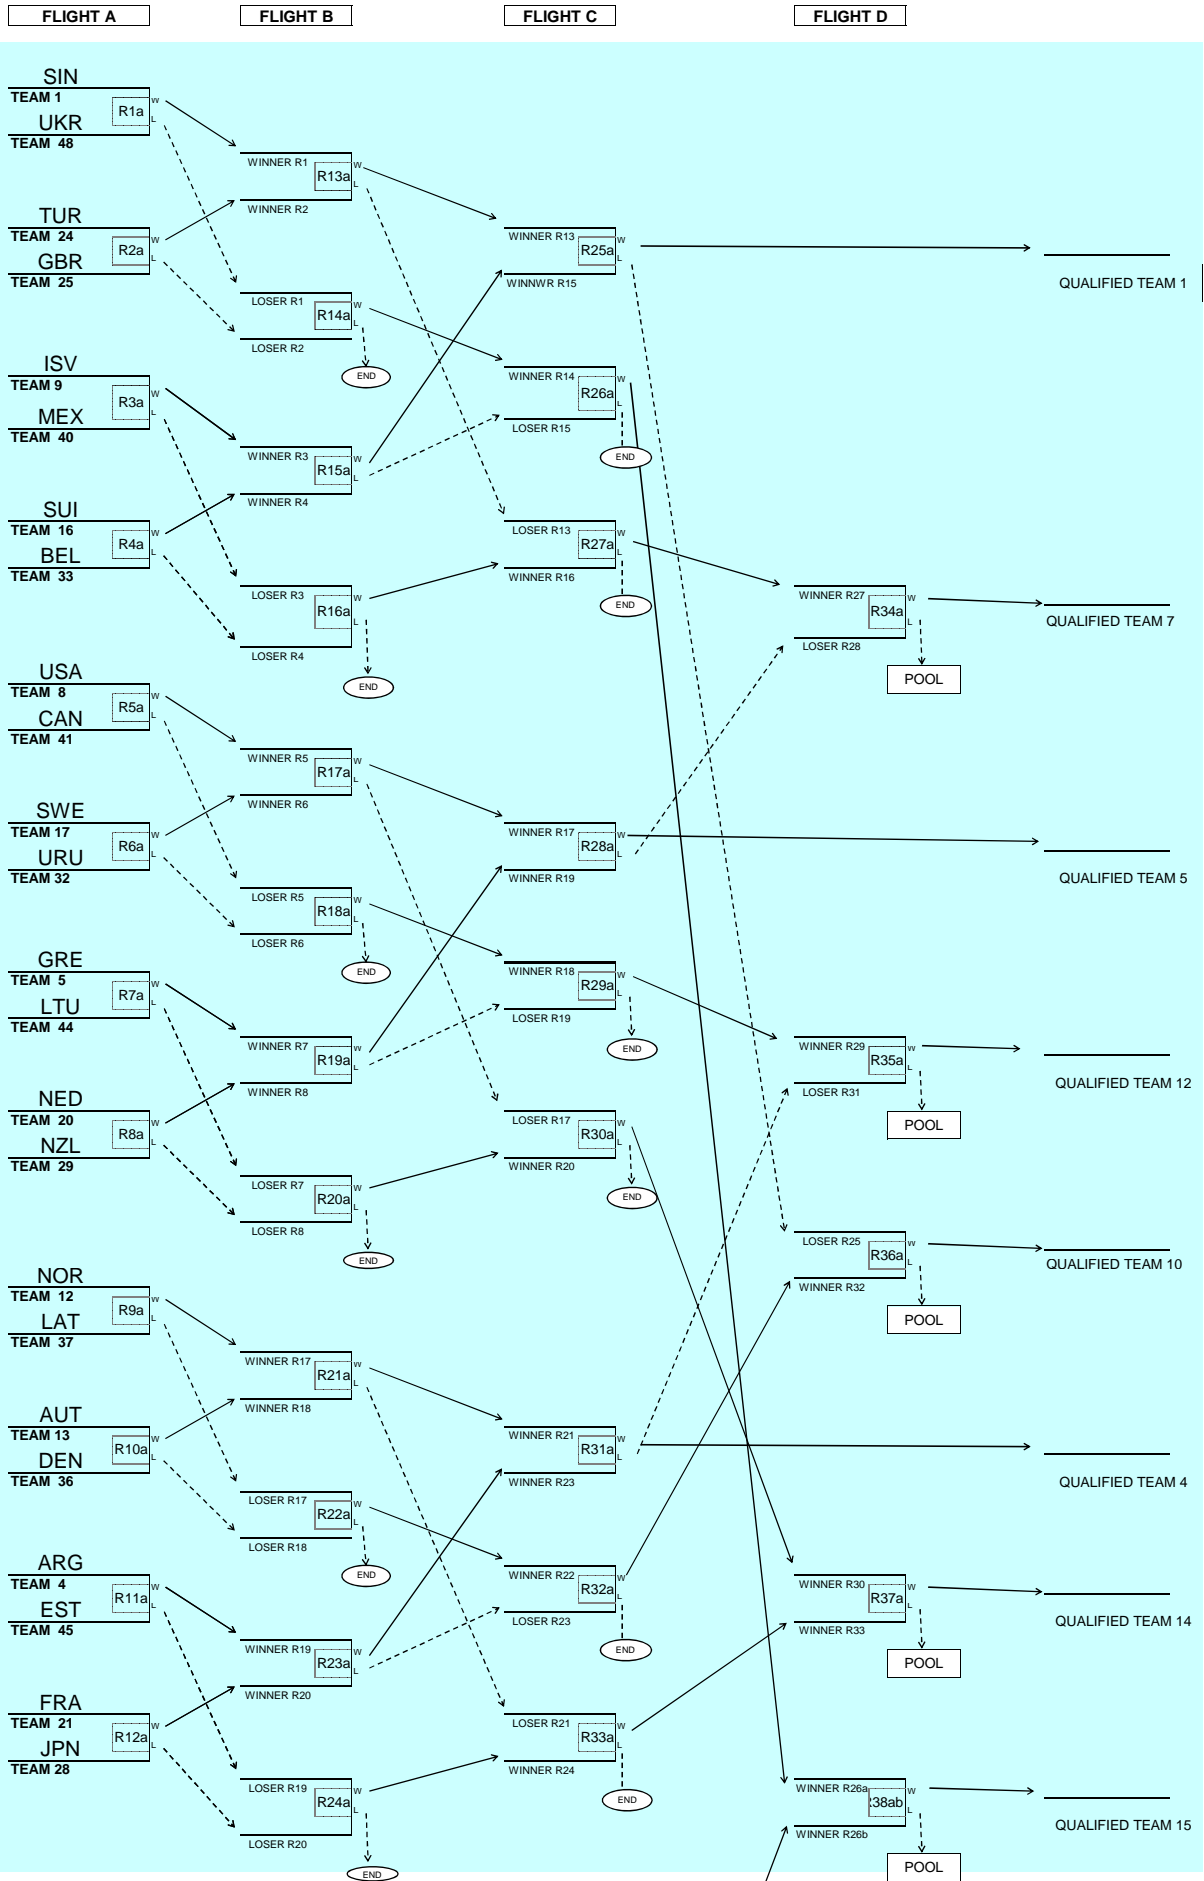 FLIGHT A FLIGHT B FLIGHT C FLIGHT D
SIN
TEAM 1
R1a W L
UKR
TEAM 48
TUR
TEAM 24
R2a W L
GBR
TEAM 25
ISV
TEAM 9
R3a W L
MEX
TEAM 40
SUI
TEAM 16
R4a W L
BEL
TEAM 33
USA
TEAM 8
R5a W L
CAN
TEAM 41
SWE
TEAM 17
R6a W L
URU
TEAM 32
GRE
TEAM 5
R7a W L
LTU
TEAM 44
NED
TEAM 20
R8a W L
NZL
TEAM 29
NOR
TEAM 12
R9a W L
LAT
TEAM 37
AUT
TEAM 13
R10a W L
DEN
TEAM 36
ARG
TEAM 4
R11a W L
EST
TEAM 45
FRA
TEAM 21
R12a W L
JPN
TEAM 28
WINNER R1
R13a W L
WINNER R2
LOSER R1
R14a W L
LOSER R2
END
WINNER R3
R15a W L
WINNER R4
LOSER R3
R16a W L
LOSER R4
END
WINNER R5
R17a W L
WINNER R6
LOSER R5
R18a W L
LOSER R6
END
WINNER R7
R19a W L
WINNER R8
LOSER R7
R20a W L
LOSER R8
END
WINNER R17
R21a W L
WINNER R18
LOSER R17
R22a W L
LOSER R18
END
WINNER R19
R23a W L
WINNER R20
LOSER R19
R24a W L
LOSER R20
END
WINNER R13
R25a W L
WINNWR R15
WINNER R14
R26a W L
LOSER R15
END
LOSER R13
R27a W L
WINNER R16
END
WINNER R17
R28a W L
WINNER R19
WINNER R18
R29a W L
LOSER R19
END
LOSER R17
R30a W L
WINNER R20
END
WINNER R21
R31a W L
WINNER R23
WINNER R22
R32a W L
LOSER R23
END
LOSER R21
R33a W L
WINNER R24
END
WINNER R27
R34a W L
LOSER R28
POOL
WINNER R29
R35a W L
LOSER R31
POOL
LOSER R25
R36a W L
WINNER R32
POOL
WINNER R30
R37a W L
WINNER R33
POOL
WINNER R26a
38ab W L
WINNER R26b
POOL
QUALIFIED TEAM 1
QUALIFIED TEAM 7
QUALIFIED TEAM 5
QUALIFIED TEAM 12
QUALIFIED TEAM 10
QUALIFIED TEAM 4
QUALIFIED TEAM 14
QUALIFIED TEAM 15